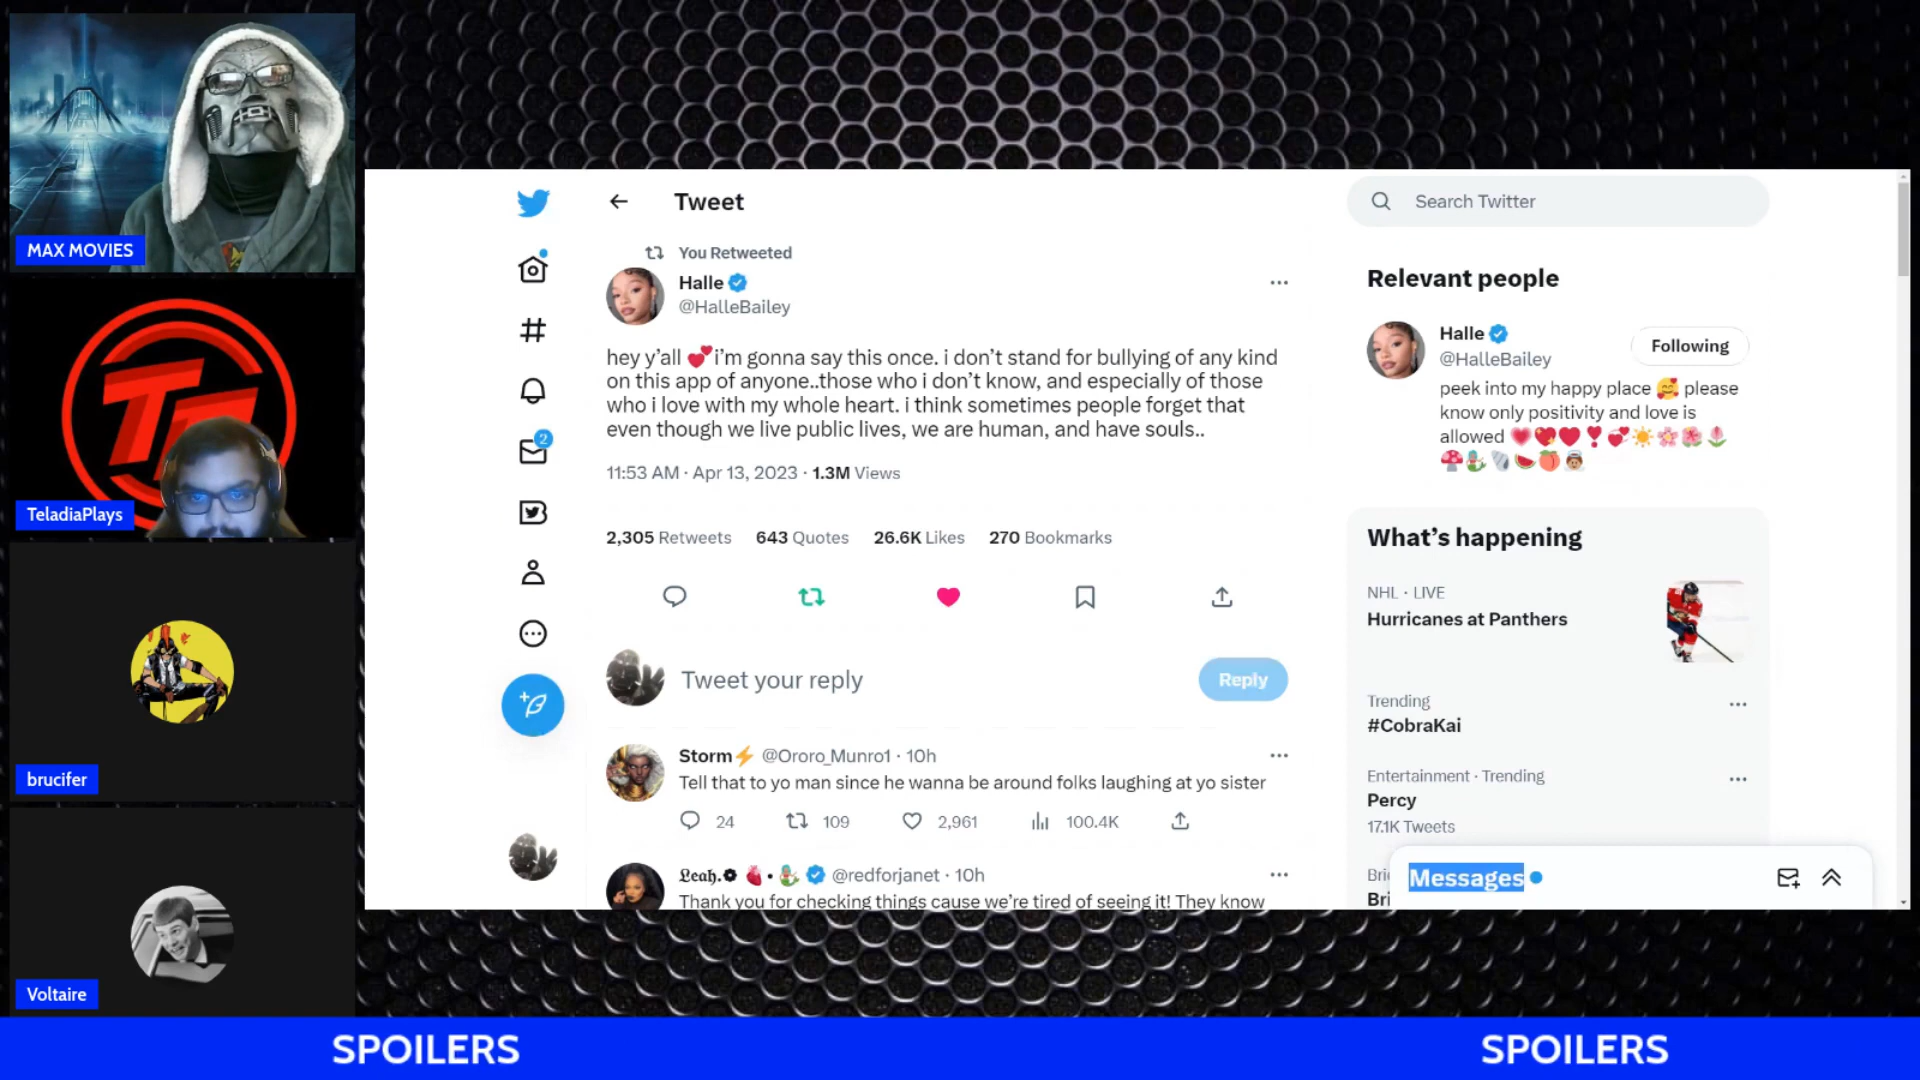 MAX MOVIES
TeladiaPlays
brucifer
Voltaire
Tweet
You Retweeted
Halle
@HalleBailey
hey y’all 💕i’m gonna say this once. i don’t stand for bullying of any kind
on this app of anyone..those who i don’t know, and especially of those
who i love with my whole heart. i think sometimes people forget that
even though we live public lives, we are human, and have souls..
11:53 AM · Apr 13, 2023 · 1.3M Views
2,305 Retweets 643 Quotes 26.6K Likes 270 Bookmarks
Tweet your reply
Reply
Storm⚡ @Ororo_Munro1 · 10h
Tell that to yo man since he wanna be around folks laughing at yo sister
24 109 2,961 100.4K
Leah. @redforjanet · 10h
Thank you for checking things cause we’re tired of seeing it! They know
2
Search Twitter
Relevant people
Halle
@HalleBailey
Following
peek into my happy place 🥰 please
know only positivity and love is
allowed
What’s happening
NHL · LIVE
Hurricanes at Panthers
Trending
#CobraKai
Entertainment · Trending
Percy
17.1K Tweets
Messages
SPOILERS
SPOILERS